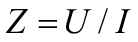 Z = U / I